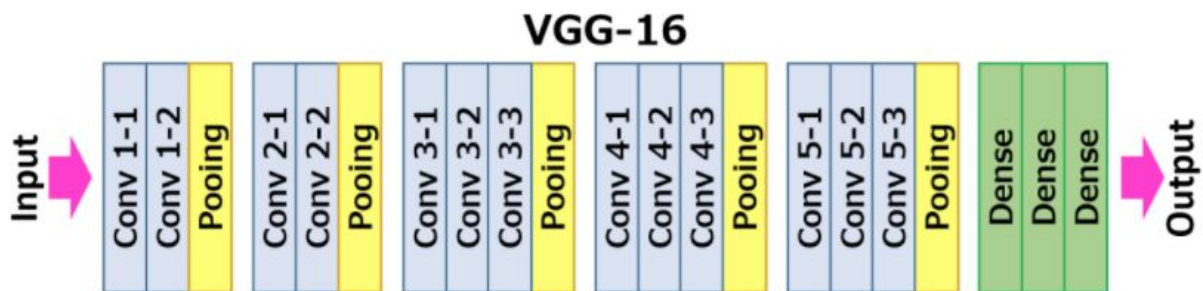 VGG-16
Input
Conv 1-1
Conv 1-2
Pooing
Conv 2-1
Conv 2-2
Pooing
Conv 3-1
Conv 3-2
Conv 3-3
Pooing
Conv 4-1
Conv 4-2
Conv 4-3
Pooing
Conv 5-1
Conv 5-2
Conv 5-3
Pooing
Dense
Dense
Dense
Output